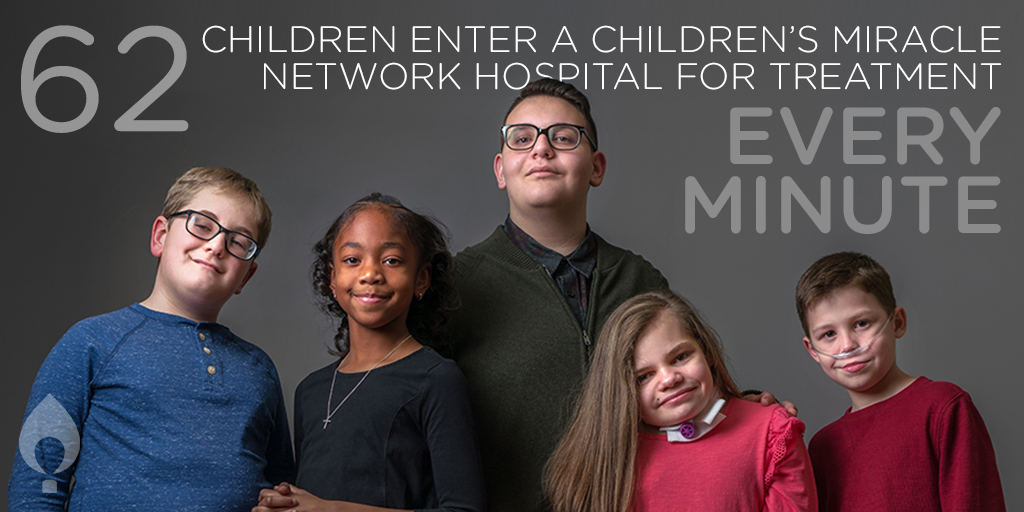 62
CHILDREN ENTER A CHILDREN'S MIRACLE
NETWORK HOSPITAL FOR TREATMENT
EVERY
MINUTE